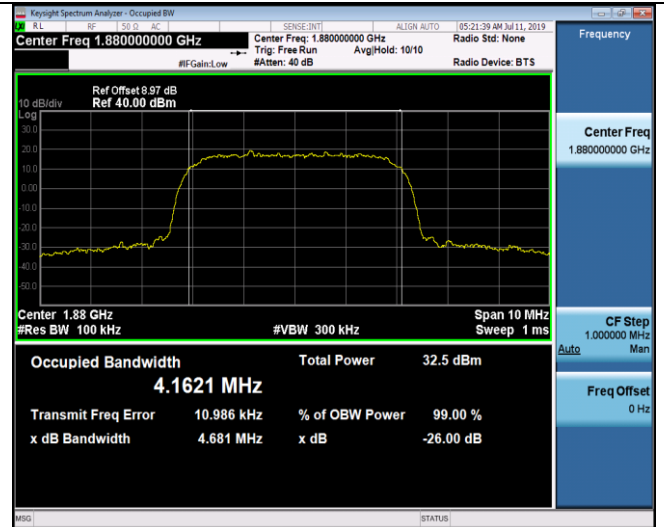 Keysight Spectrum Analyzer - Occupied BW
RL RF 50 Ω AC SENSE:INT ALIGN AUTO 05:21:39 AM Jul 11, 2019
Center Freq 1.880000000 GHz
Center Freq: 1.880000000 GHz Radio Std: None
Trig: Free Run Avg|Hold: 10/10
#IFGain:Low #Atten: 40 dB Radio Device: BTS
Ref Offset 8.97 dB
10 dB/div Ref 40.00 dBm
Log
30.0
20.0
10.0
0.00
-10.0
-20.0
-30.0
-40.0
-50.0
Center 1.88 GHz Span 10 MHz
#Res BW 100 kHz #VBW 300 kHz Sweep 1 ms
Occupied Bandwidth Total Power 32.5 dBm
4.1621 MHz
Transmit Freq Error 10.986 kHz % of OBW Power 99.00 %
x dB Bandwidth 4.681 MHz x dB -26.00 dB
Frequency
Center Freq
1.880000000 GHz
CF Step
1.000000 MHz
Auto Man
Freq Offset
0 Hz
MSG STATUS